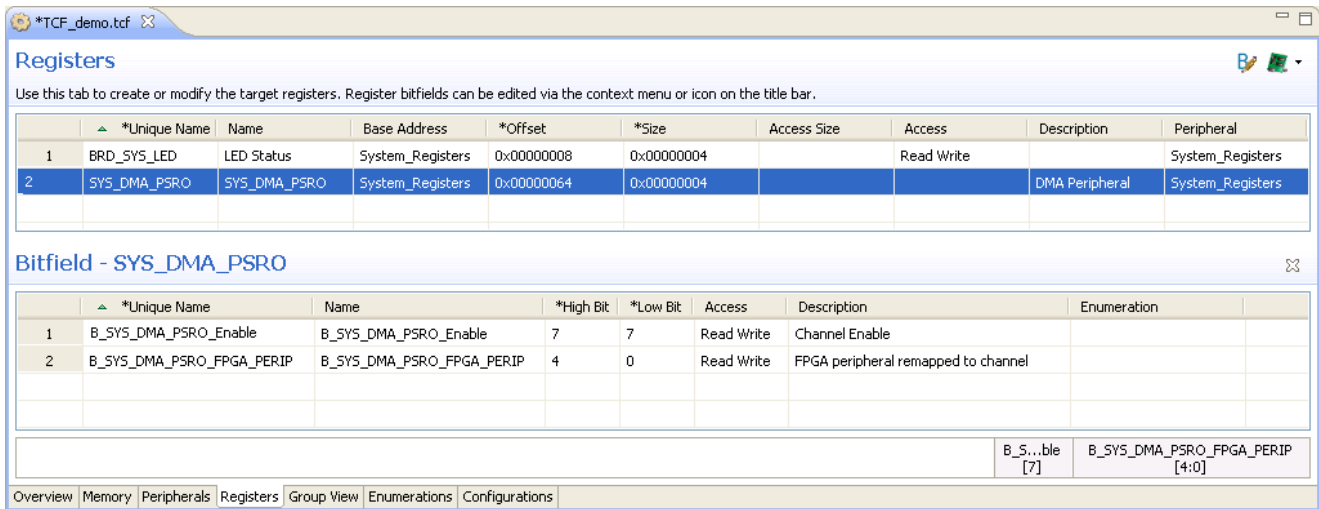 *TCF_demo.tcf
Registers
Use this tab to create or modify the target registers. Register bitfields can be edited via the context menu or icon on the title bar.
*Unique Name Name Base Address *Offset *Size Access Size Access Description Peripheral
1 BRD_SYS_LED LED Status System_Registers 0x00000008 0x00000004 Read Write System_Registers
2 SYS_DMA_PSRO SYS_DMA_PSRO System_Registers 0x00000064 0x00000004 DMA Peripheral System_Registers
Bitfield - SYS_DMA_PSRO
*Unique Name Name *High Bit *Low Bit Access Description Enumeration
1 B_SYS_DMA_PSRO_Enable B_SYS_DMA_PSRO_Enable 7 7 Read Write Channel Enable
2 B_SYS_DMA_PSRO_FPGA_PERIP B_SYS_DMA_PSRO_FPGA_PERIP 4 0 Read Write FPGA peripheral remapped to channel
B_S...ble B_SYS_DMA_PSRO_FPGA_PERIP
[7] [4:0]
Overview Memory Peripherals Registers Group View Enumerations Configurations